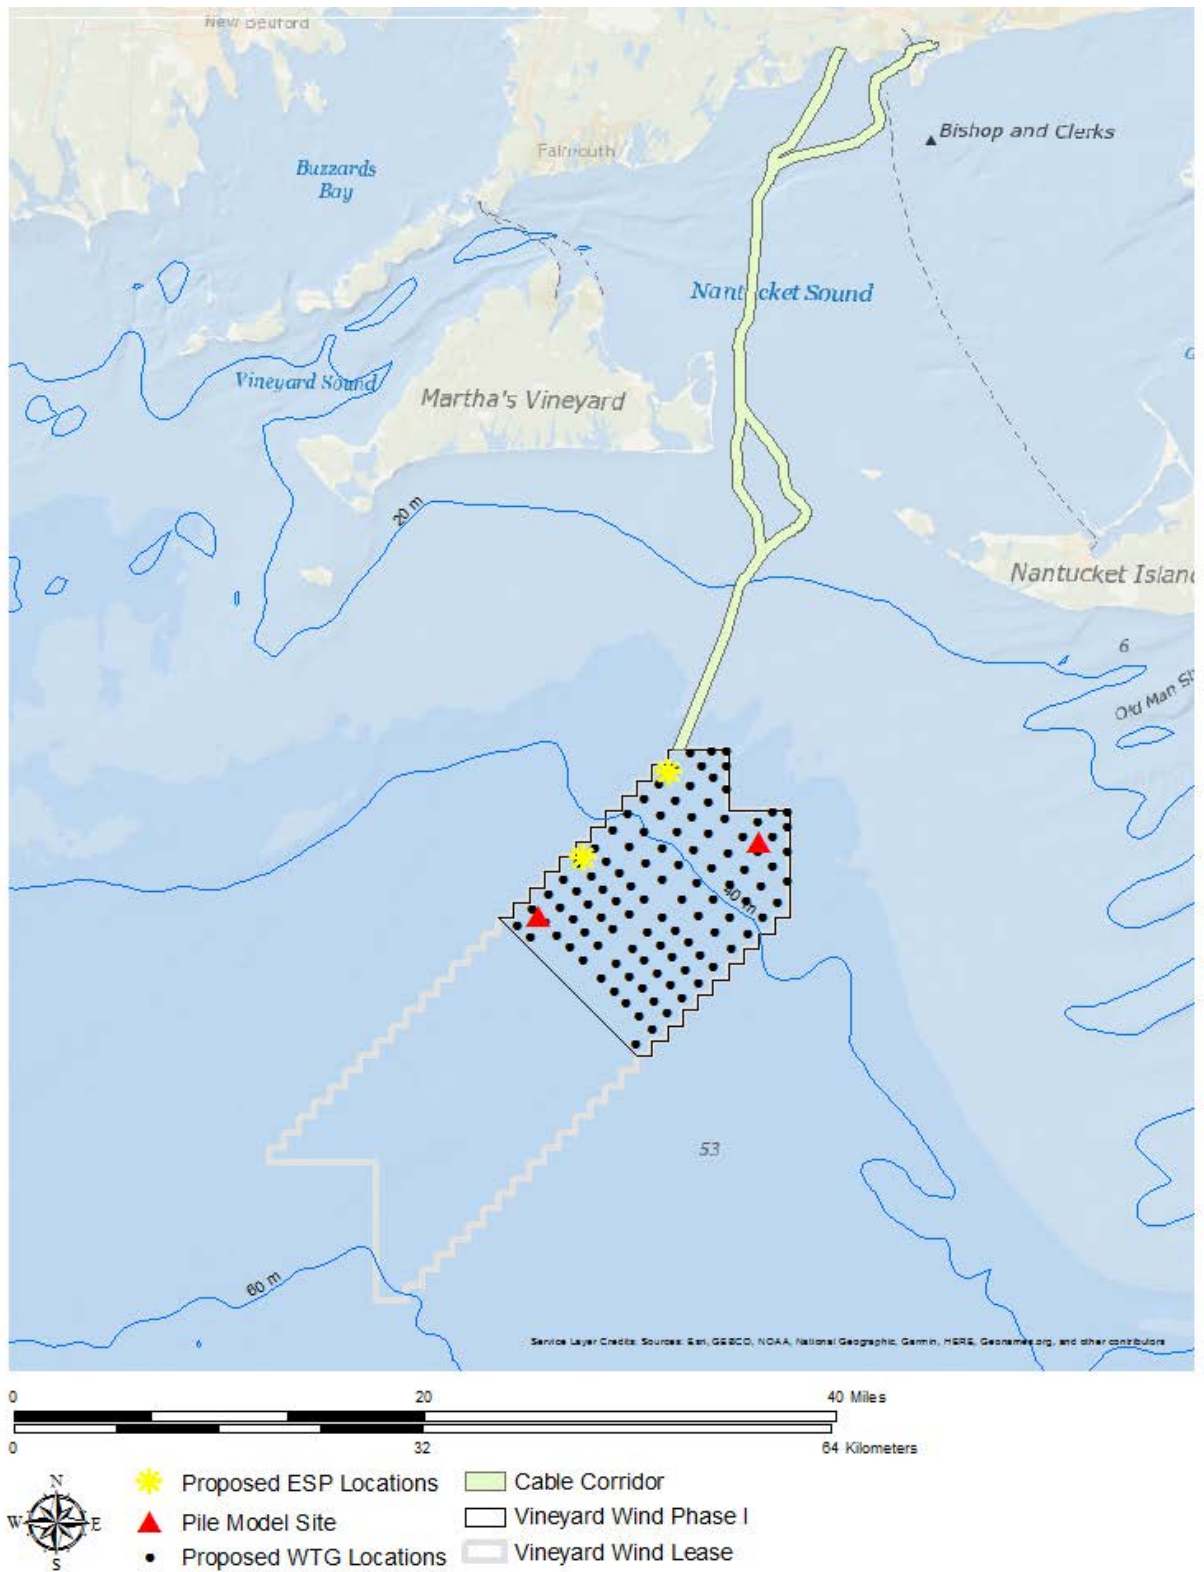 New Bedford
Bishop and Clerks
Falmouth
Buzzards
Bay
Nantucket Sound
Vineyard Sound
Martha's Vineyard
20 m
Nantucket Island
6
Old Man Sh
40 m
53
60 m
Service Layer Credits: Sources: Esri, GEBCO, NOAA, National Geographic, Garmin, HERE, Geonames.org, and other contributors
0 20 40 Miles
0 32 64 Kilometers
N
W E
S
Proposed ESP Locations
Pile Model Site
Proposed WTG Locations
Cable Corridor
Vineyard Wind Phase I
Vineyard Wind Lease